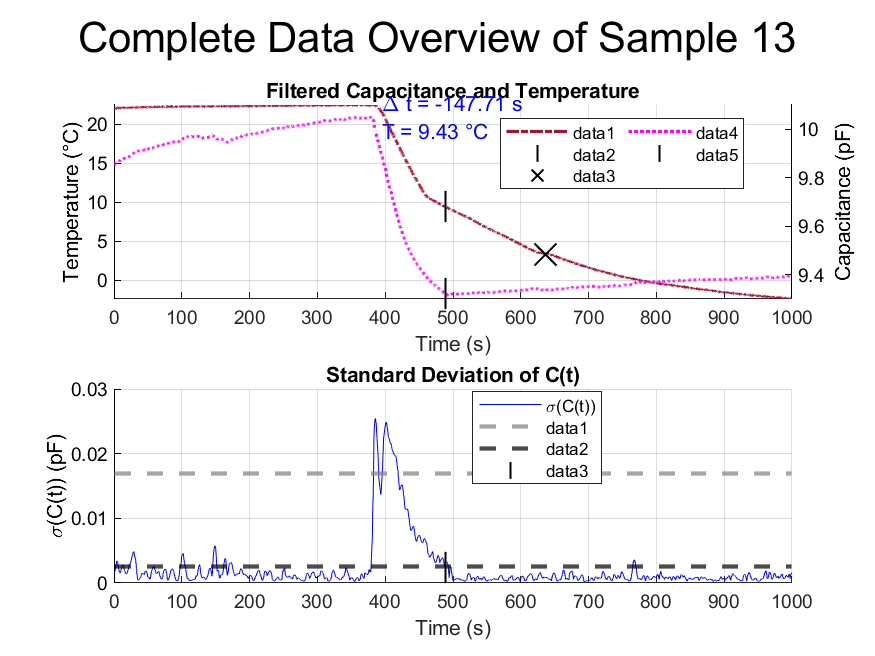 Complete Data Overview of Sample 13
Filtered Capacitance and Temperature
Δ t = -147.71 s
T = 9.43 °C
data1
data2
data3
data4
data5
Temperature (°C)
20
15
10
5
0
10
9.8
9.6
9.4
Capacitance (pF)
0 100 200 300 400 500 600 700 800 900 1000
Time (s)
Standard Deviation of C(t)
σ(C(t))
data1
data2
data3
σ(C(t)) (pF)
0.03
0.02
0.01
0
0 100 200 300 400 500 600 700 800 900 1000
Time (s)